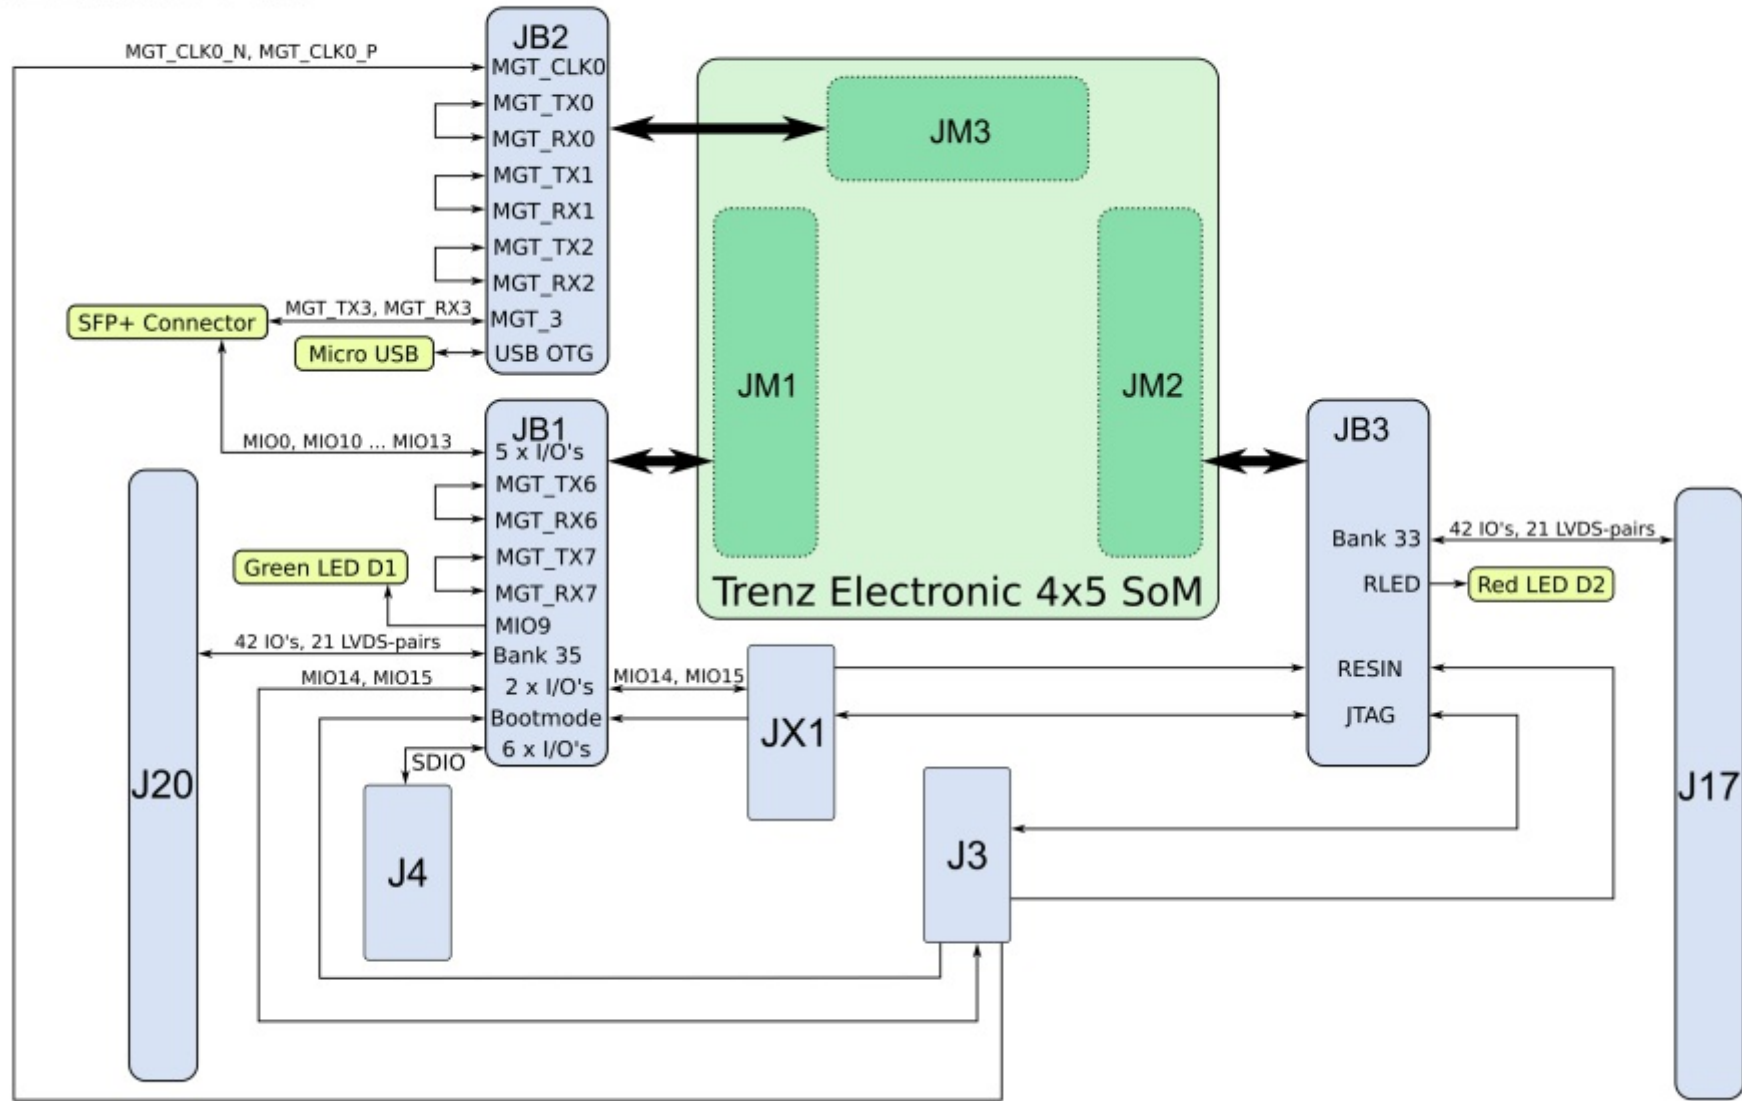 MGT_CLK0_N, MGT_CLK0_P
JB2
MGT_CLK0
MGT_TX0
MGT_RX0
MGT_TX1
MGT_RX1
MGT_TX2
MGT_RX2
MGT_TX3, MGT_RX3
MGT_3
SFP+ Connector
Micro USB
USB OTG
JM3
JM1
JM2
Trenz Electronic 4x5 SoM
JB1
MIO0, MIO10 ... MIO13
5 x I/O's
MGT_TX6
MGT_RX6
MGT_TX7
MGT_RX7
Green LED D1
MIO9
42 IO's, 21 LVDS-pairs
Bank 35
MIO14, MIO15
2 x I/O's
MIO14, MIO15
Bootmode
6 x I/O's
SDIO
J20
J4
JX1
J3
JB3
Bank 33
42 IO's, 21 LVDS-pairs
RLED
Red LED D2
RESIN
JTAG
J17